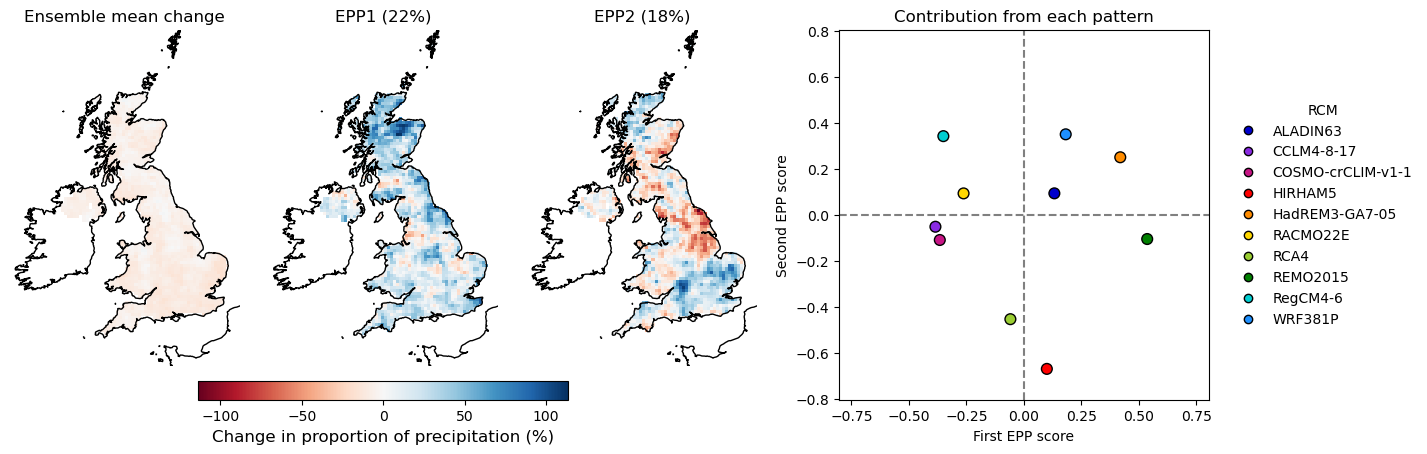 Ensemble mean change
EPP1 (22%)
EPP2 (18%)
−100
−50
0
50
100
Change in proportion of precipitation (%)
Contribution from each pattern
Second EPP score
0.8
0.6
0.4
0.2
0.0
−0.2
−0.4
−0.6
−0.8
−0.75
−0.50
−0.25
0.00
0.25
0.50
0.75
First EPP score
RCM
ALADIN63
CCLM4-8-17
COSMO-crCLIM-v1-1
HIRHAM5
HadREM3-GA7-05
RACMO22E
RCA4
REMO2015
RegCM4-6
WRF381P